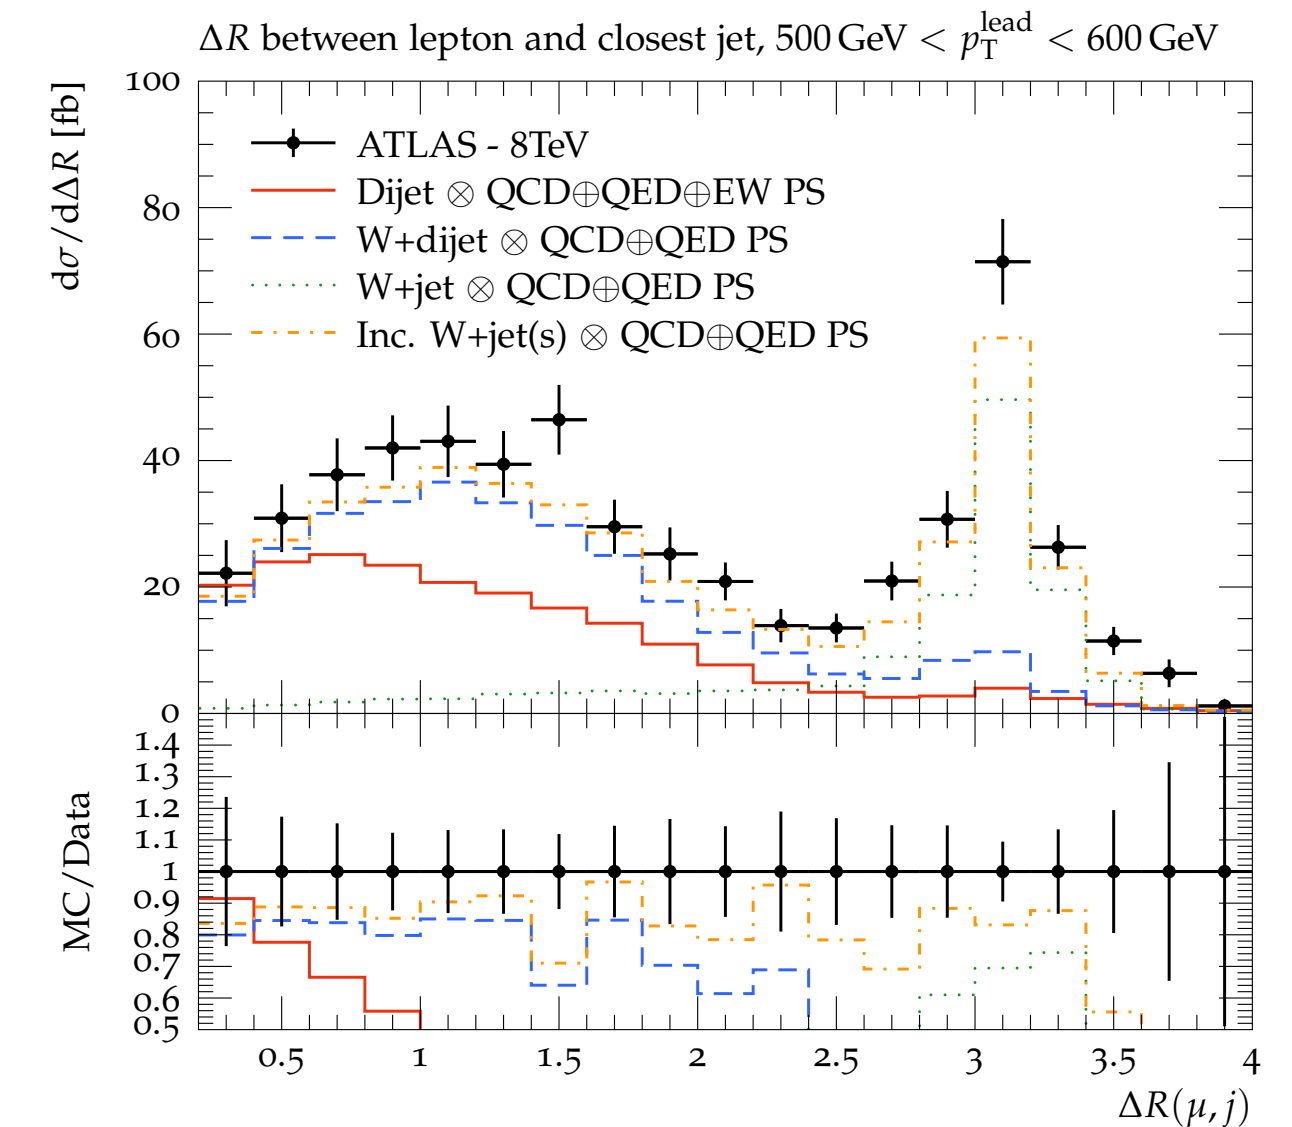 ΔR between lepton and closest jet, 500 GeV < p_T^lead < 600 GeV
dσ/dΔR [fb]
100
80
60
40
20
0
ATLAS - 8TeV
Dijet ⊗ QCD⊕QED⊕EW PS
W+dijet ⊗ QCD⊕QED PS
W+jet ⊗ QCD⊕QED PS
Inc. W+jet(s) ⊗ QCD⊕QED PS
MC/Data
1.4
1.3
1.2
1.1
1
0.9
0.8
0.7
0.6
0.5
0.5 1 1.5 2 2.5 3 3.5 4
ΔR(μ, j)